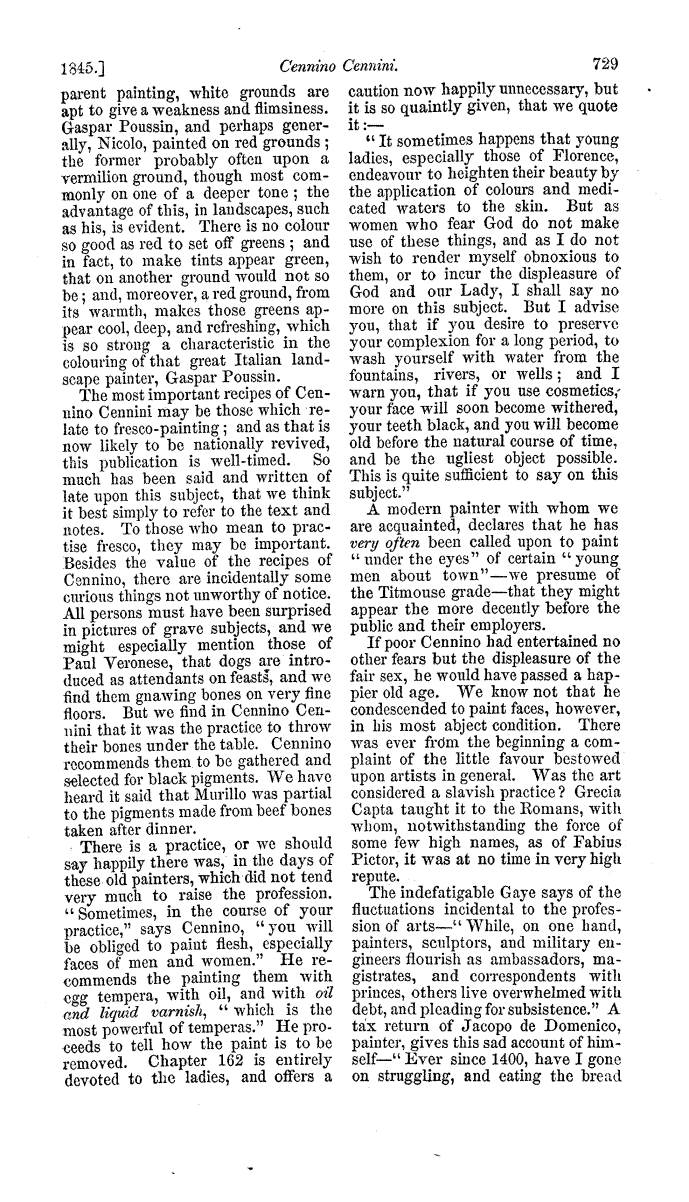 1845.] Cennino Cennini. 729
parent painting, white grounds are
apt to give a weakness and flimsiness.
Gaspar Poussin, and perhaps gener-
ally, Nicolo, painted on red grounds;
the former probably often upon a
vermilion ground, though most com-
monly on one of a deeper tone; the
advantage of this, in landscapes, such
as his, is evident. There is no colour
so good as red to set off greens; and
in fact, to make tints appear green,
that on another ground would not so
be; and, moreover, a red ground, from
its warmth, makes those greens ap-
pear cool, deep, and refreshing, which
is so strong a characteristic in the
colouring of that great Italian land-
scape painter, Gaspar Poussin.
The most important recipes of Cen-
nino Cennini may be those which re-
late to fresco-painting; and as that is
now likely to be nationally revived,
this publication is well-timed. So
much has been said and written of
late upon this subject, that we think
it best simply to refer to the text and
notes. To those who mean to prac-
tise fresco, they may be important.
Besides the value of the recipes of
Cennino, there are incidentally some
curious things not unworthy of notice.
All persons must have been surprised
in pictures of grave subjects, and we
might especially mention those of
Paul Veronese, that dogs are intro-
duced as attendants on feasts, and we
find them gnawing bones on very fine
floors. But we find in Cennino Cen-
nini that it was the practice to throw
their bones under the table. Cennino
recommends them to be gathered and
selected for black pigments. We have
heard it said that Murillo was partial
to the pigments made from beef bones
taken after dinner.
There is a practice, or we should
say happily there was, in the days of
these old painters, which did not tend
very much to raise the profession.
"Sometimes, in the course of your
practice," says Cennino, "you will
be obliged to paint flesh, especially
faces of men and women." He re-
commends the painting them with
egg tempera, with oil, and with oil
and liquid varnish, "which is the
most powerful of temperas." He pro-
ceeds to tell how the paint is to be
removed. Chapter 162 is entirely
devoted to the ladies, and offers a
caution now happily unnecessary, but
it is so quaintly given, that we quote
it:—
"It sometimes happens that young
ladies, especially those of Florence,
endeavour to heighten their beauty by
the application of colours and medi-
cated waters to the skin. But as
women who fear God do not make
use of these things, and as I do not
wish to render myself obnoxious to
them, or to incur the displeasure of
God and our Lady, I shall say no
more on this subject. But I advise
you, that if you desire to preserve
your complexion for a long period, to
wash yourself with water from the
fountains, rivers, or wells; and I
warn you, that if you use cosmetics,
your face will soon become withered,
your teeth black, and you will become
old before the natural course of time,
and be the ugliest object possible.
This is quite sufficient to say on this
subject."
A modern painter with whom we
are acquainted, declares that he has
very often been called upon to paint
"under the eyes" of certain "young
men about town"—we presume of
the Titmouse grade—that they might
appear the more decently before the
public and their employers.
If poor Cennino had entertained no
other fears but the displeasure of the
fair sex, he would have passed a hap-
pier old age. We know not that he
condescended to paint faces, however,
in his most abject condition. There
was ever from the beginning a com-
plaint of the little favour bestowed
upon artists in general. Was the art
considered a slavish practice? Grecia
Capta taught it to the Romans, with
whom, notwithstanding the force of
some few high names, as of Fabius
Pictor, it was at no time in very high
repute.
The indefatigable Gaye says of the
fluctuations incidental to the profes-
sion of arts—"While, on one hand,
painters, sculptors, and military en-
gineers flourish as ambassadors, ma-
gistrates, and correspondents with
princes, others live overwhelmed with
debt, and pleading for subsistence." A
tax return of Jacopo de Domenico,
painter, gives this sad account of him-
self—"Ever since 1400, have I gone
on struggling, and eating the bread